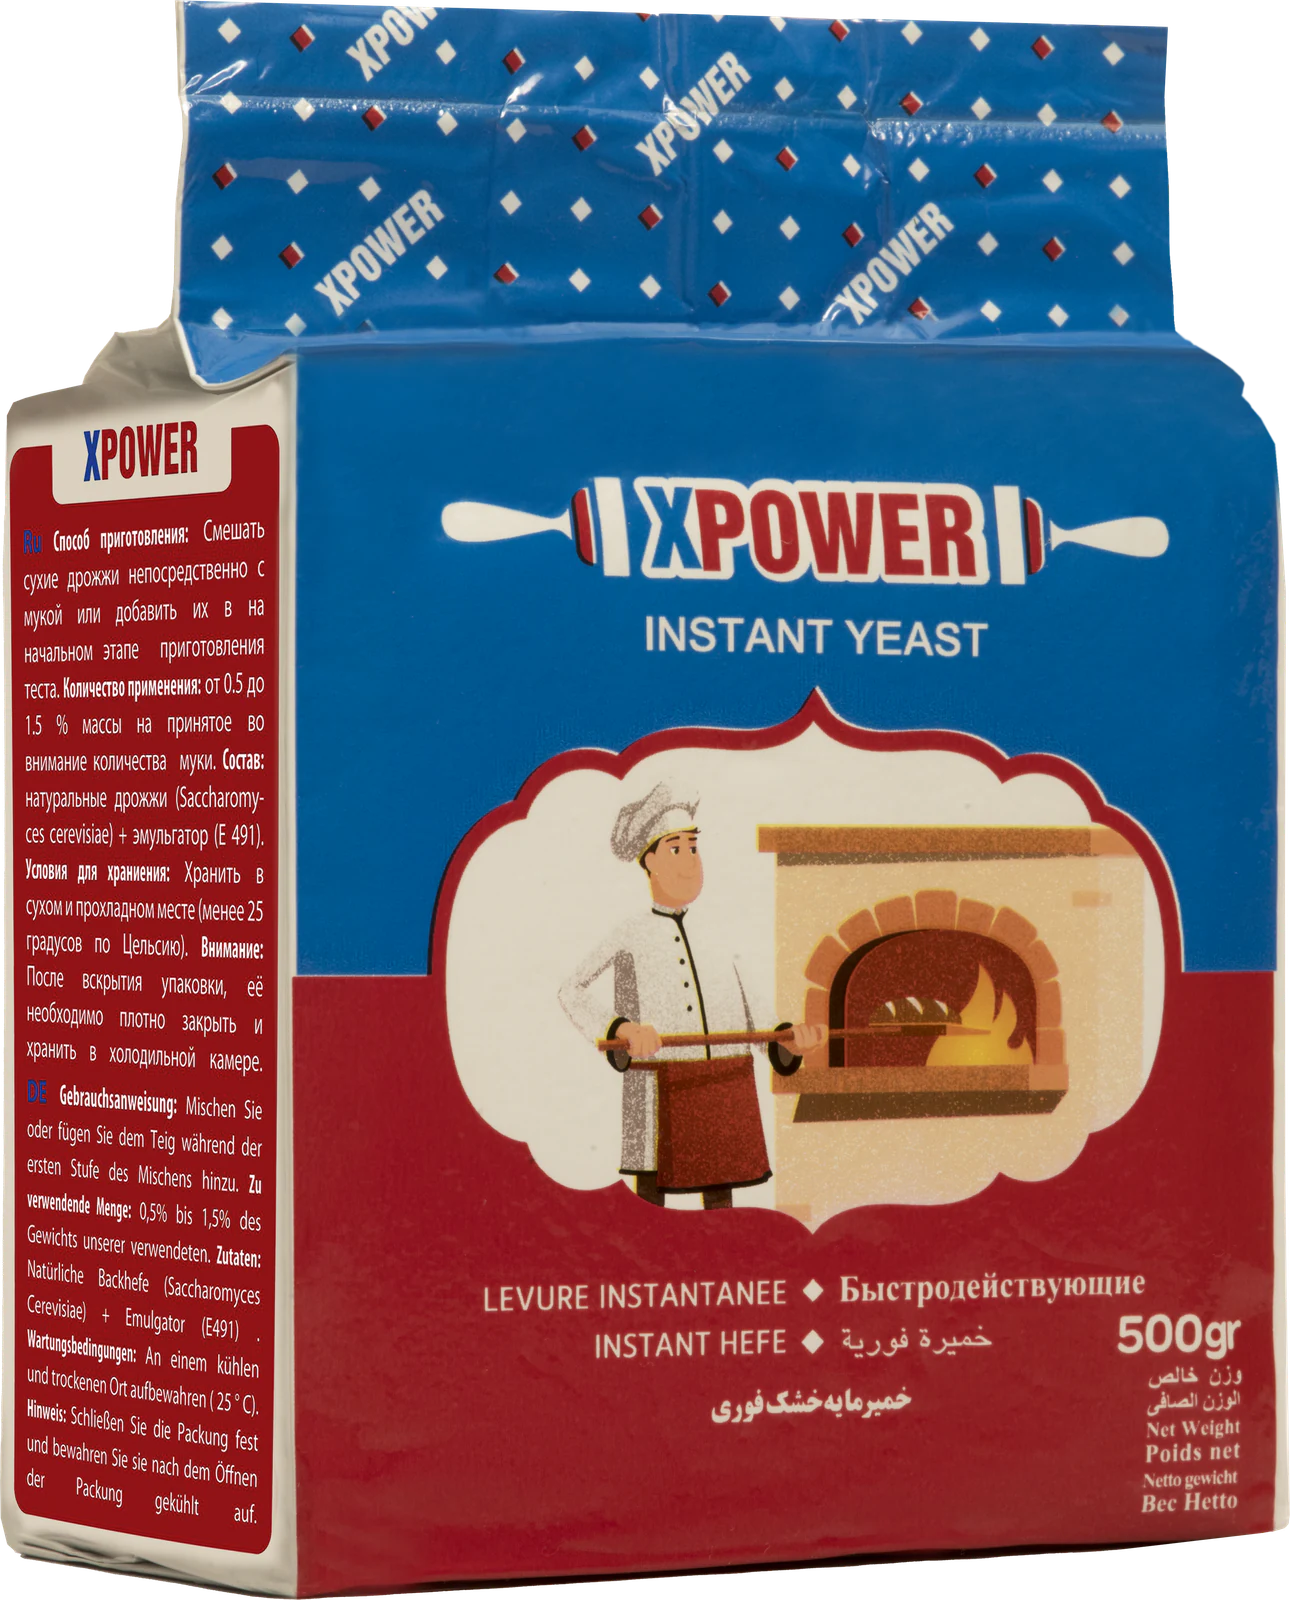 XPOWER
XPOWER
XPOWER
XPOWER
XPOWER
Ru Способ приготовления: Смешать
сухие дрожжи непосредственно с
мукой или добавить их в на
начальном этапе приготовления
теста. Количество применения: от 0.5 до
1.5 % массы на принятое во
внимание количества муки. Состав:
натуральные дрожжи (Saccharomy-
ces cerevisiae) + эмульгатор (E 491).
Условия для храниения: Хранить в
сухом и прохладном месте (менее 25
градусов по Цельсию). Внимание:
После вскрытия упаковки, её
необходимо плотно закрыть и
хранить в холодильной камере.
DE Gebrauchsanweisung: Mischen Sie
oder fügen Sie dem Teig während der
ersten Stufe des Mischens hinzu. Zu
verwendende Menge: 0,5% bis 1,5% des
Gewichts unserer verwendeten. Zutaten:
Natürliche Backhefe (Saccharomyces
Cerevisiae) + Emulgator (E491) .
Wartungsbedingungen: An einem kühlen
und trockenen Ort aufbewahren ( 25 ° C).
Hinweis: Schließen Sie die Packung fest
und bewahren Sie sie nach dem Öffnen
der Packung gekühlt auf.
XPOWER
INSTANT YEAST
LEVURE INSTANTANEE ◆ Быстродействующие
INSTANT HEFE ◆ خميرة فورية
خمیرمایه خشک فوری
500gr
وزن خالص
الوزن الصافی
Net Weight
Poids net
Netto gewicht
Вес Нетто